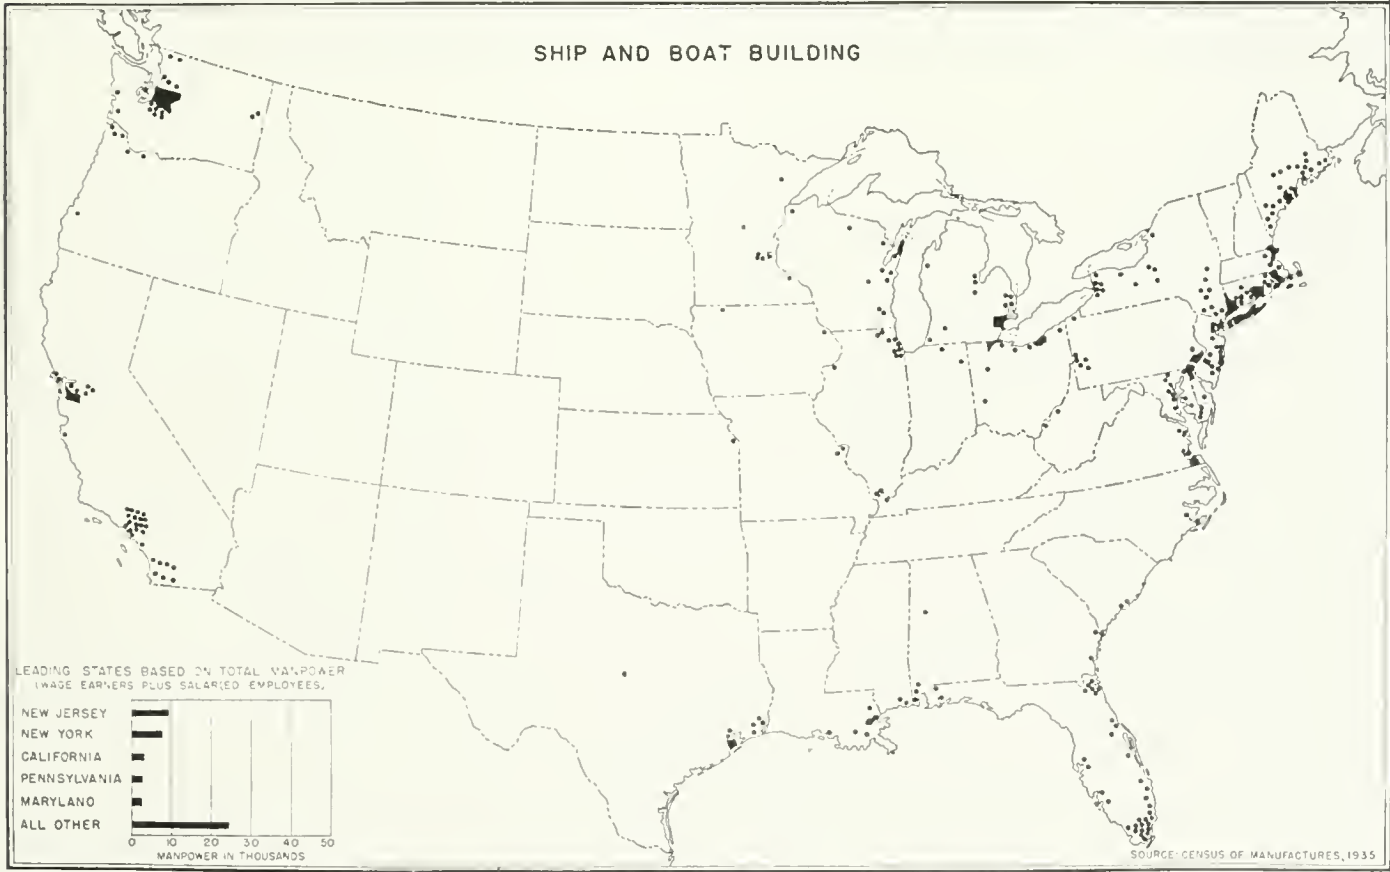 SHIP AND BOAT BUILDING
LEADING STATES BASED ON TOTAL MANPOWER
(WAGE EARNERS PLUS SALARIED EMPLOYEES)
NEW JERSEY
NEW YORK
CALIFORNIA
PENNSYLVANIA
MARYLAND
ALL OTHER
0 10 20 30 40 50
MANPOWER IN THOUSANDS
SOURCE: CENSUS OF MANUFACTURES, 1935